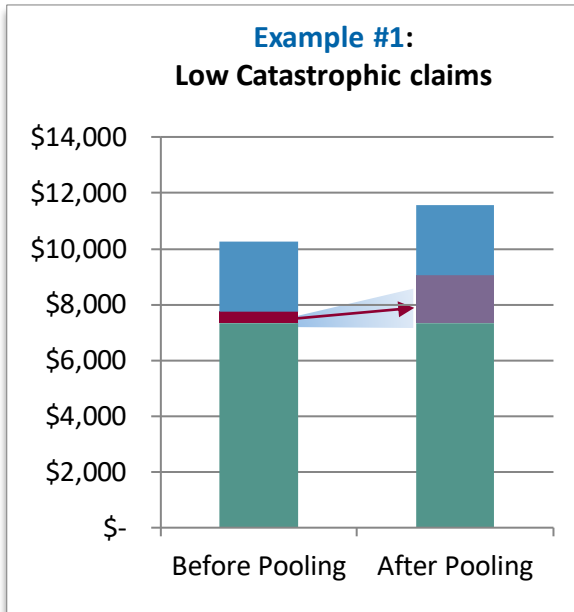 Example #1:
Low Catastrophic claims
$14,000
$12,000
$10,000
$8,000
$6,000
$4,000
$2,000
$-
Before Pooling
After Pooling